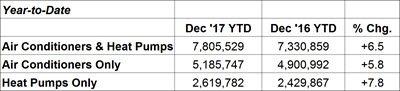 Year-to-Date
Dec '17 YTD Dec '16 YTD % Chg.
Air Conditioners & Heat Pumps 7,805,529 7,330,859 +6.5
Air Conditioners Only 5,185,747 4,900,992 +5.8
Heat Pumps Only 2,619,782 2,429,867 +7.8